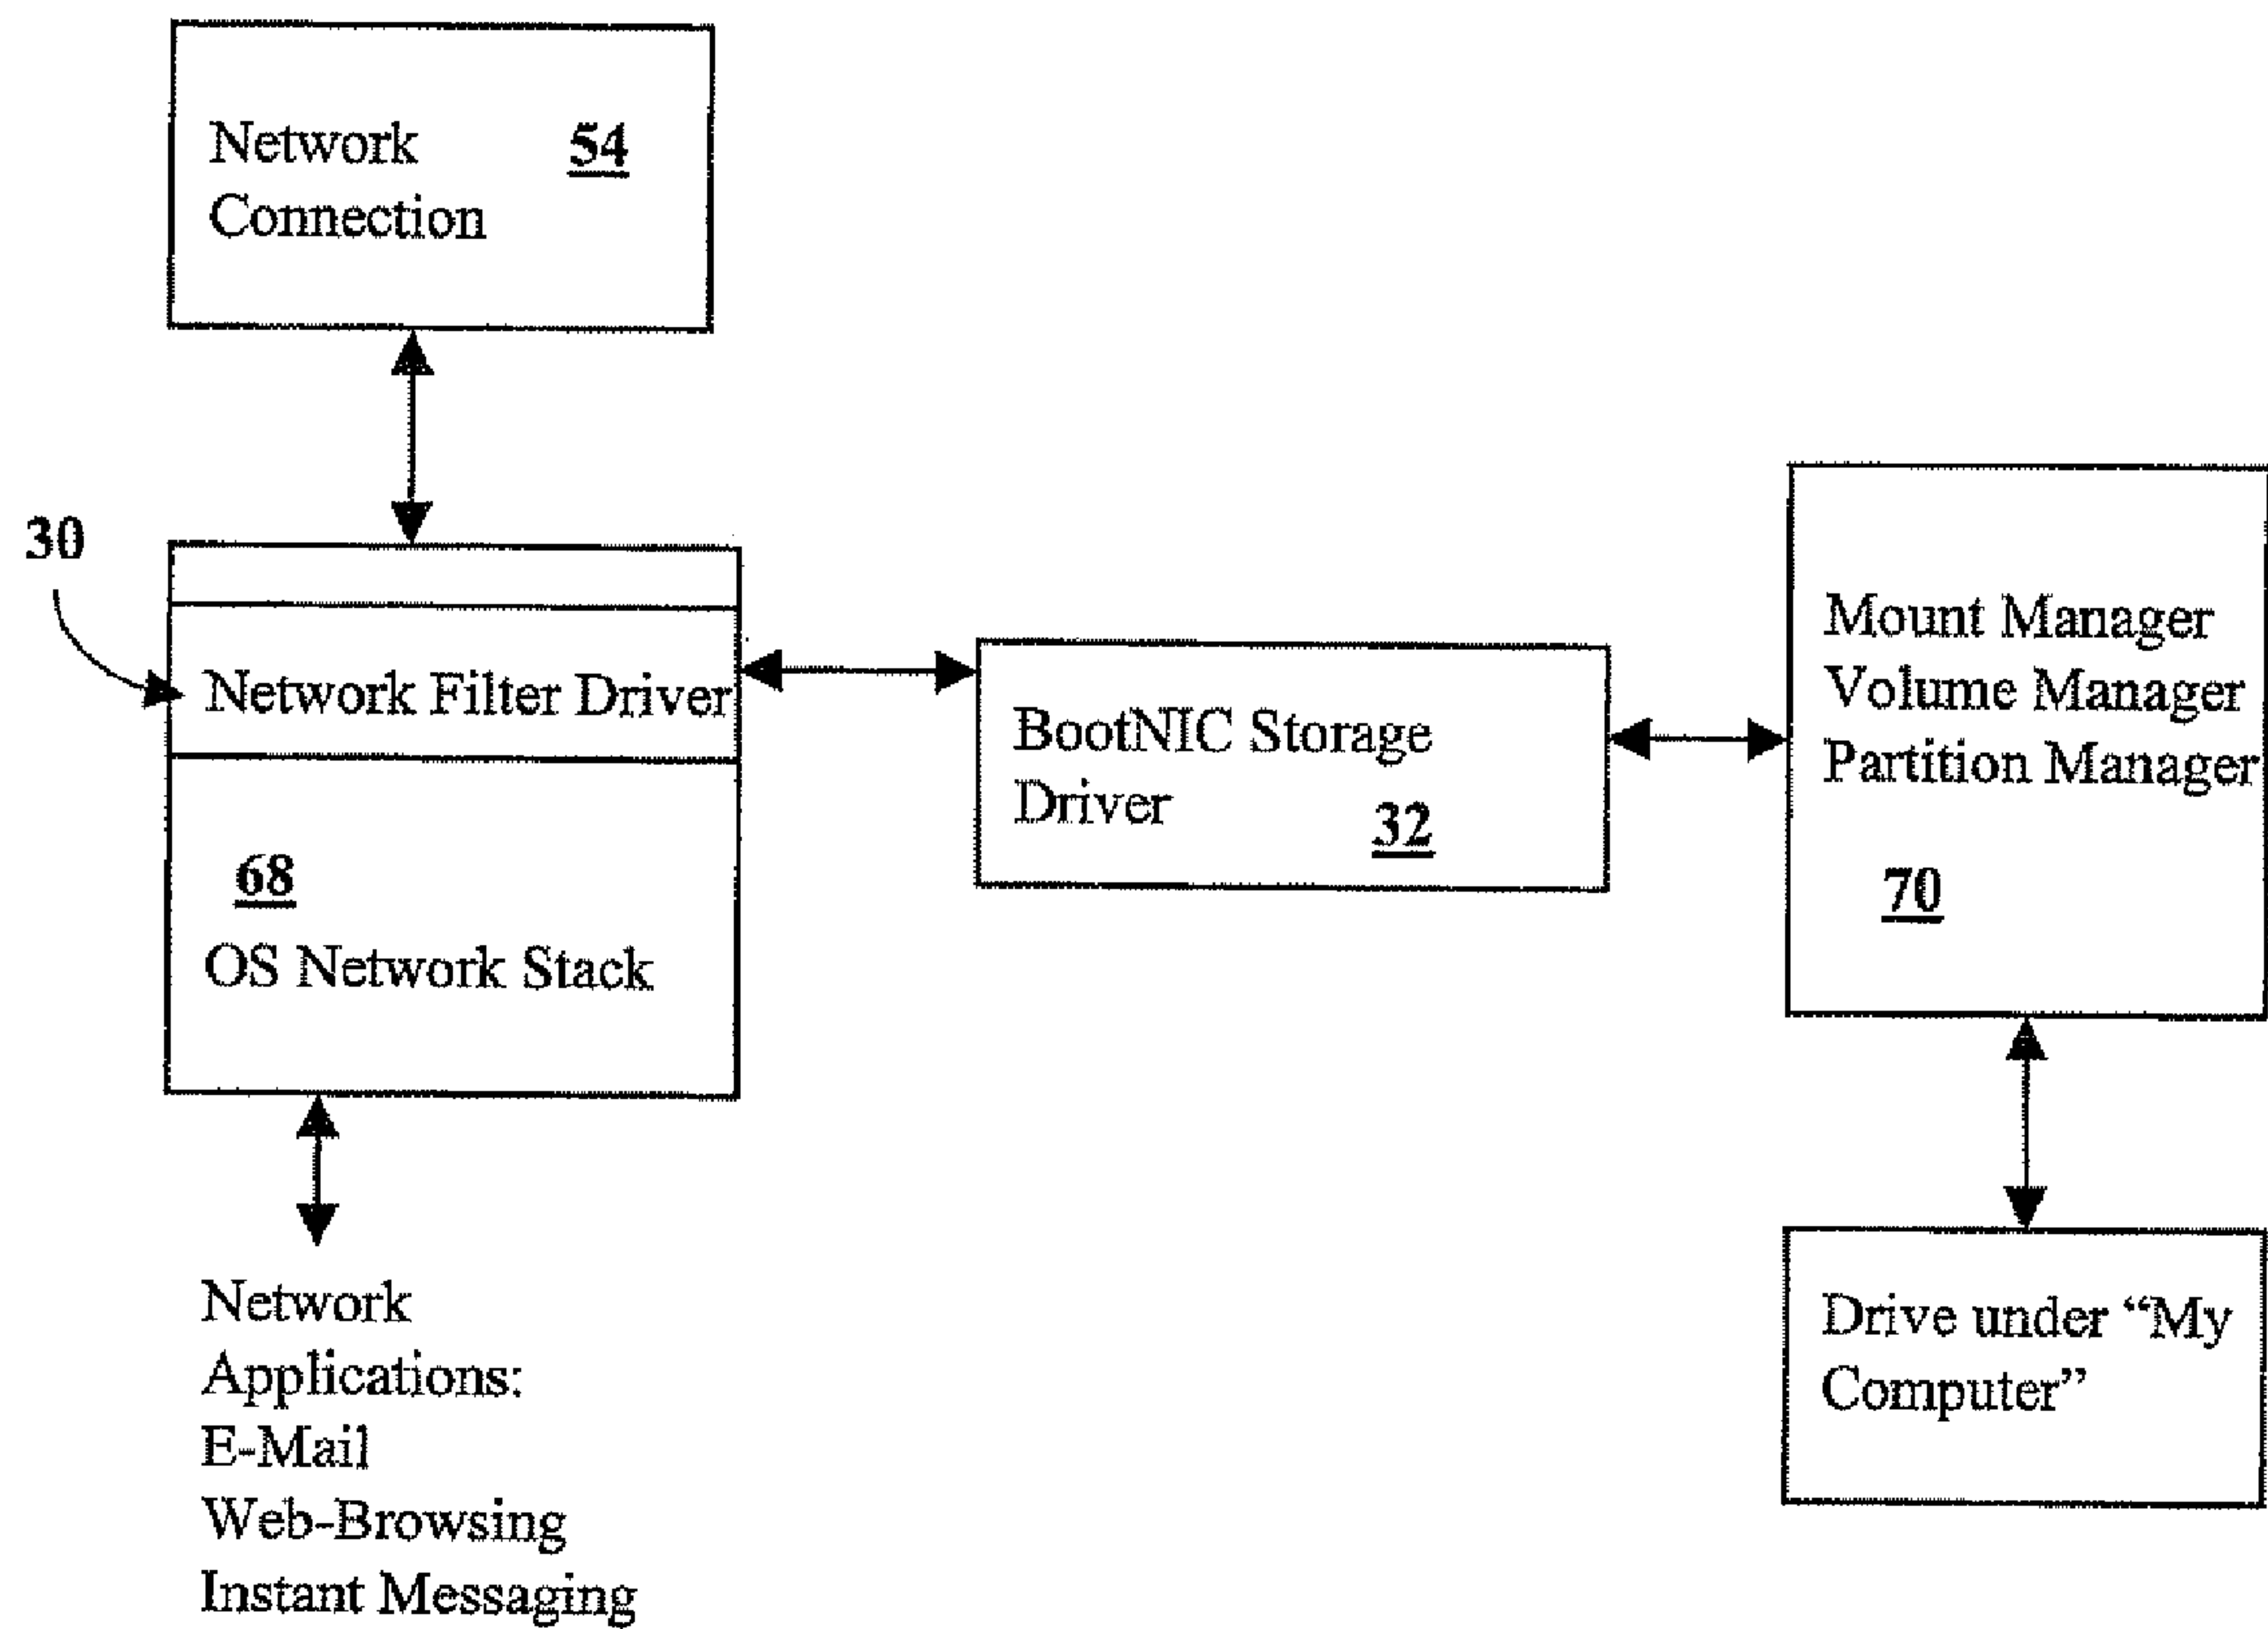 Network 54
Connection
30
Network Filter Driver
68
OS Network Stack
BootNIC Storage
Driver 32
Mount Manager
Volume Manager
Partition Manager
70
Network
Applications:
E-Mail
Web-Browsing
Instant Messaging
Drive under “My
Computer”